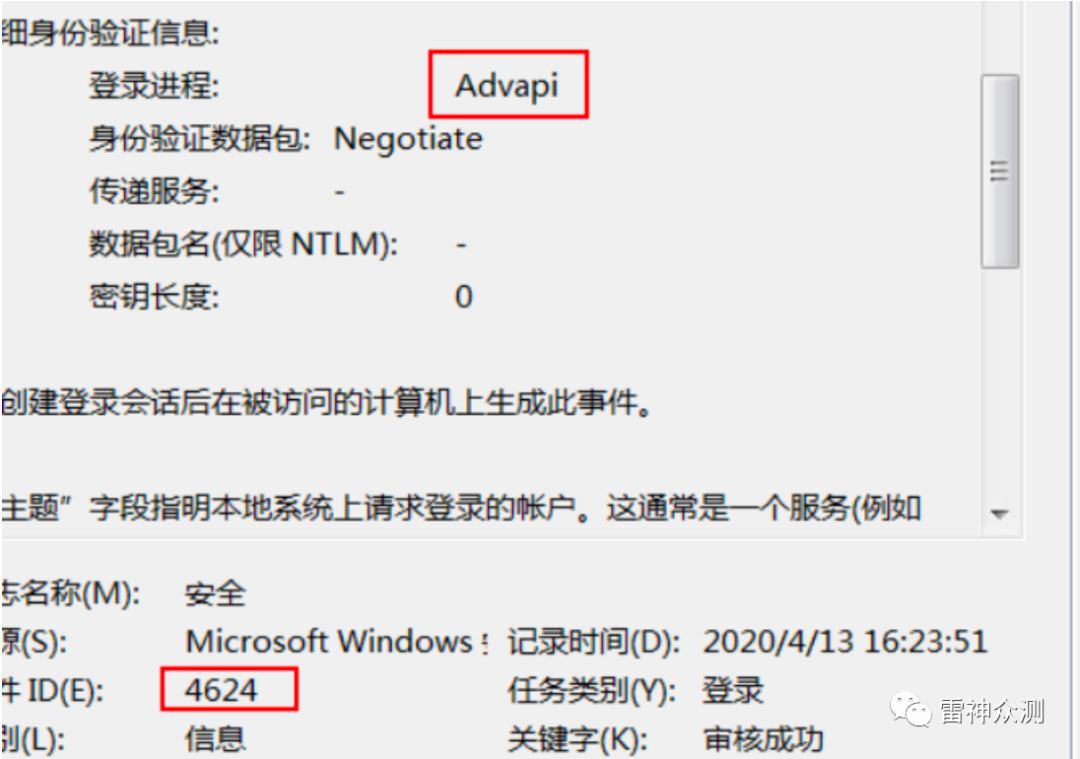 细身份验证信息:
登录进程: Advapi
身份验证数据包: Negotiate
传递服务: -
数据包名(仅限 NTLM): -
密钥长度: 0
创建登录会话后在被访问的计算机上生成此事件。
主题”字段指明本地系统上请求登录的帐户。这通常是一个服务(例如
志名称(M): 安全
源(S): Microsoft Windows 记录时间(D): 2020/4/13 16:23:51
件 ID(E): 4624 任务类别(Y): 登录
别(L): 信息 关键字(K): 审核成功
雷神众测